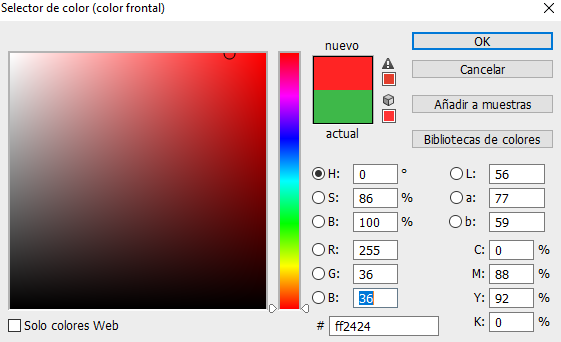 Selector de color (color frontal)
nuevo
actual
OK
Cancelar
Añadir a muestras
Bibliotecas de colores
H: 0 °
S: 86 %
B: 100 %
R: 255
G: 36
B: 36
L: 56
a: 77
b: 59
C: 0 %
M: 88 %
Y: 92 %
K: 0 %
# ff2424
Solo colores Web